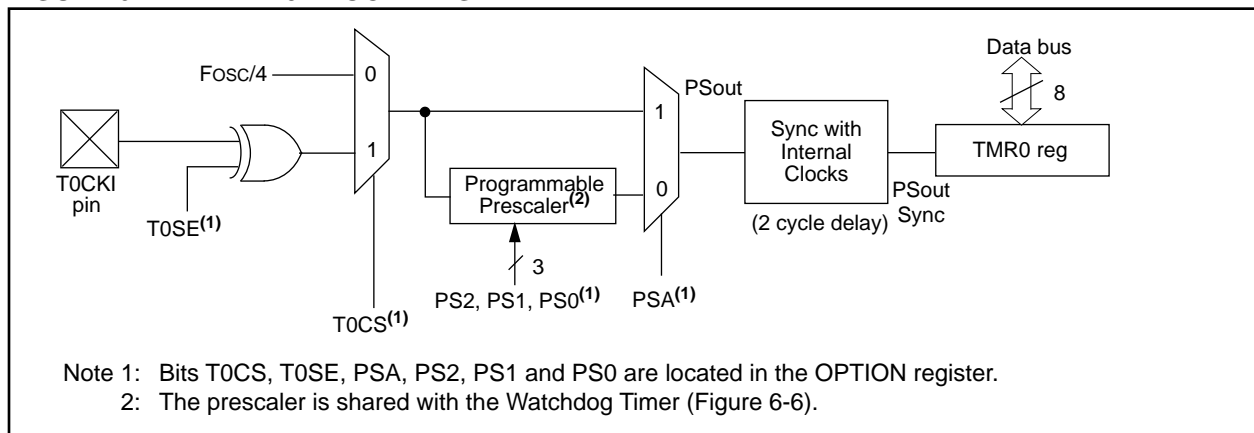 Data bus
8
FOSC/4
0
1
T0CKI
pin
T0SE(1)
T0CS(1)
Programmable
Prescaler(2)
3
PS2, PS1, PS0(1)
1
0
PSA(1)
PSout
Sync with
Internal
Clocks
(2 cycle delay)
PSout
Sync
TMR0 reg
Note 1: Bits T0CS, T0SE, PSA, PS2, PS1 and PS0 are located in the OPTION register.
2: The prescaler is shared with the Watchdog Timer (Figure 6-6).